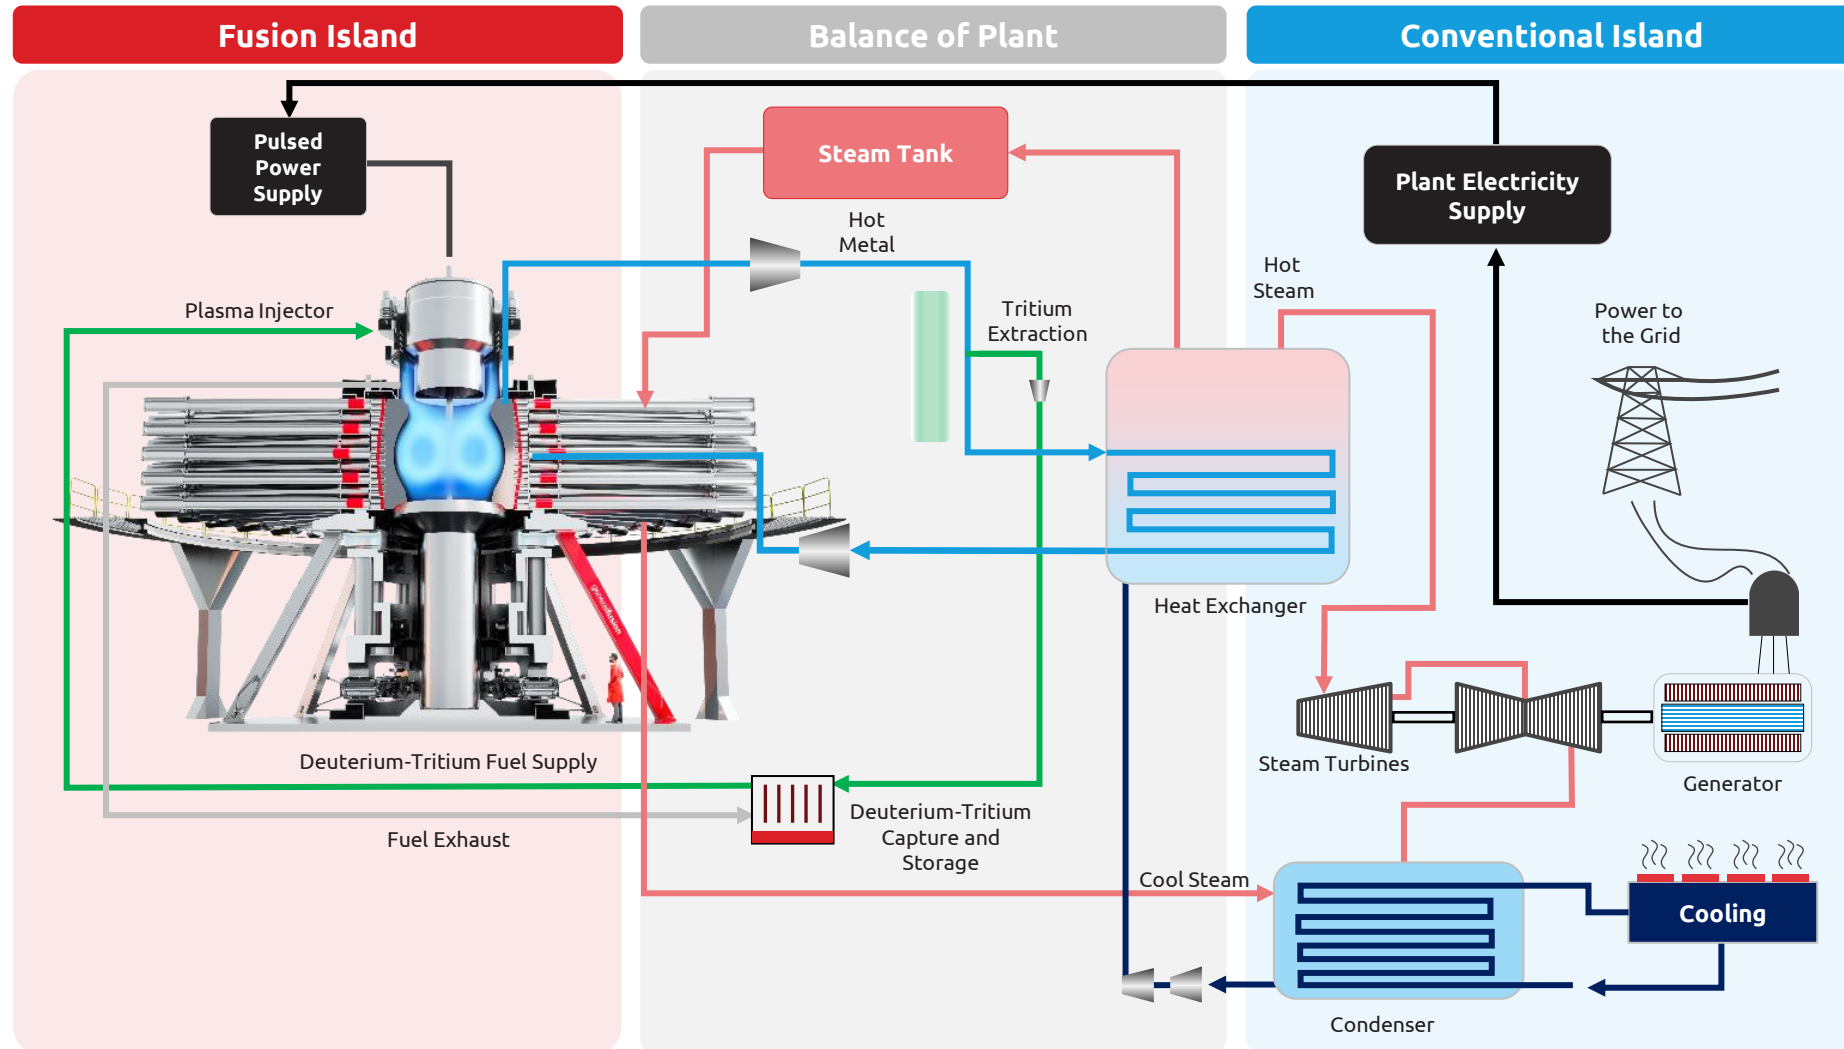 Fusion Island
Balance of Plant
Conventional Island
Pulsed
Power
Supply
Steam Tank
Plant Electricity
Supply
Hot
Metal
Hot
Steam
Plasma Injector
Tritium
Extraction
Power to
the Grid
generalfusion
Heat Exchanger
Deuterium-Tritium Fuel Supply
Steam Turbines
Generator
Deuterium-Tritium
Capture and
Storage
Fuel Exhaust
Cool Steam
Cooling
Condenser